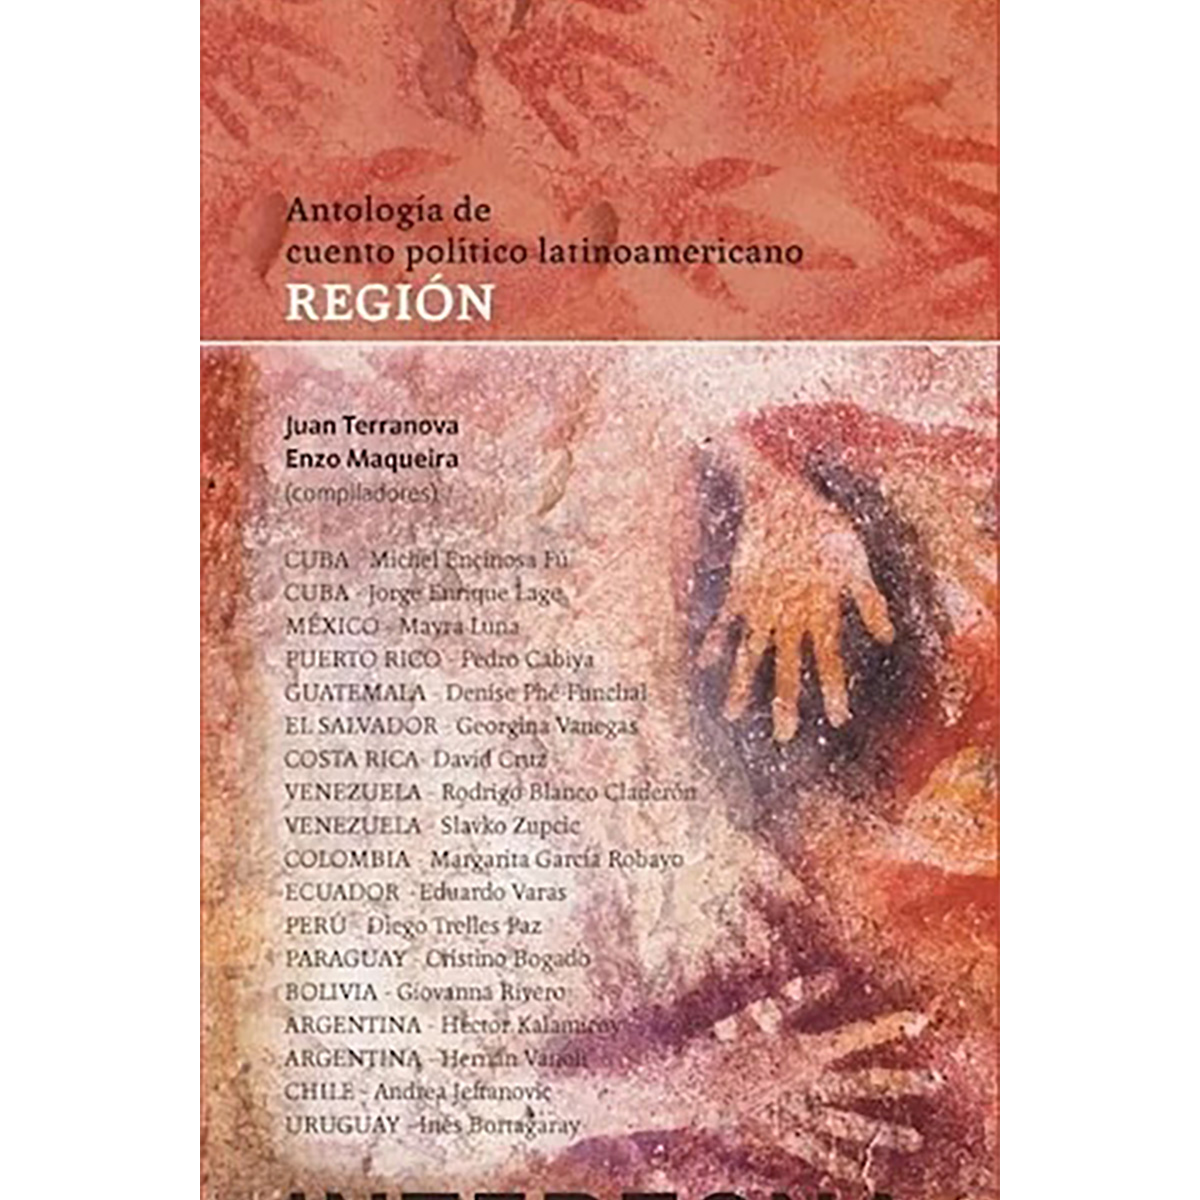 Antología de
cuento político latinoamericano
REGIÓN
Juan Terranova
Enzo Maqueira
(compiladores)
CUBA - Michel Encinosa Fú
CUBA - Jorge Enrique Lage
MÉXICO - Mayra Luna
PUERTO RICO - Pedro Cabiya
GUATEMALA - Denise Phé-Funchal
EL SALVADOR - Georgina Vanegas
COSTA RICA- David Cruz
VENEZUELA - Rodrigo Blanco Claderón
VENEZUELA - Slavko Zupcic
COLOMBIA - Margarita García Robayo
ECUADOR - Eduardo Varas
PERÚ - Diego Trelles Paz
PARAGUAY - Cristino Bogado
BOLIVIA - Giovanna Rivero
ARGENTINA - Héctor Kalamicoy
ARGENTINA - Hernán Vanoli
CHILE - Andrea Jeftanovic
URUGUAY - Inés Bortagaray